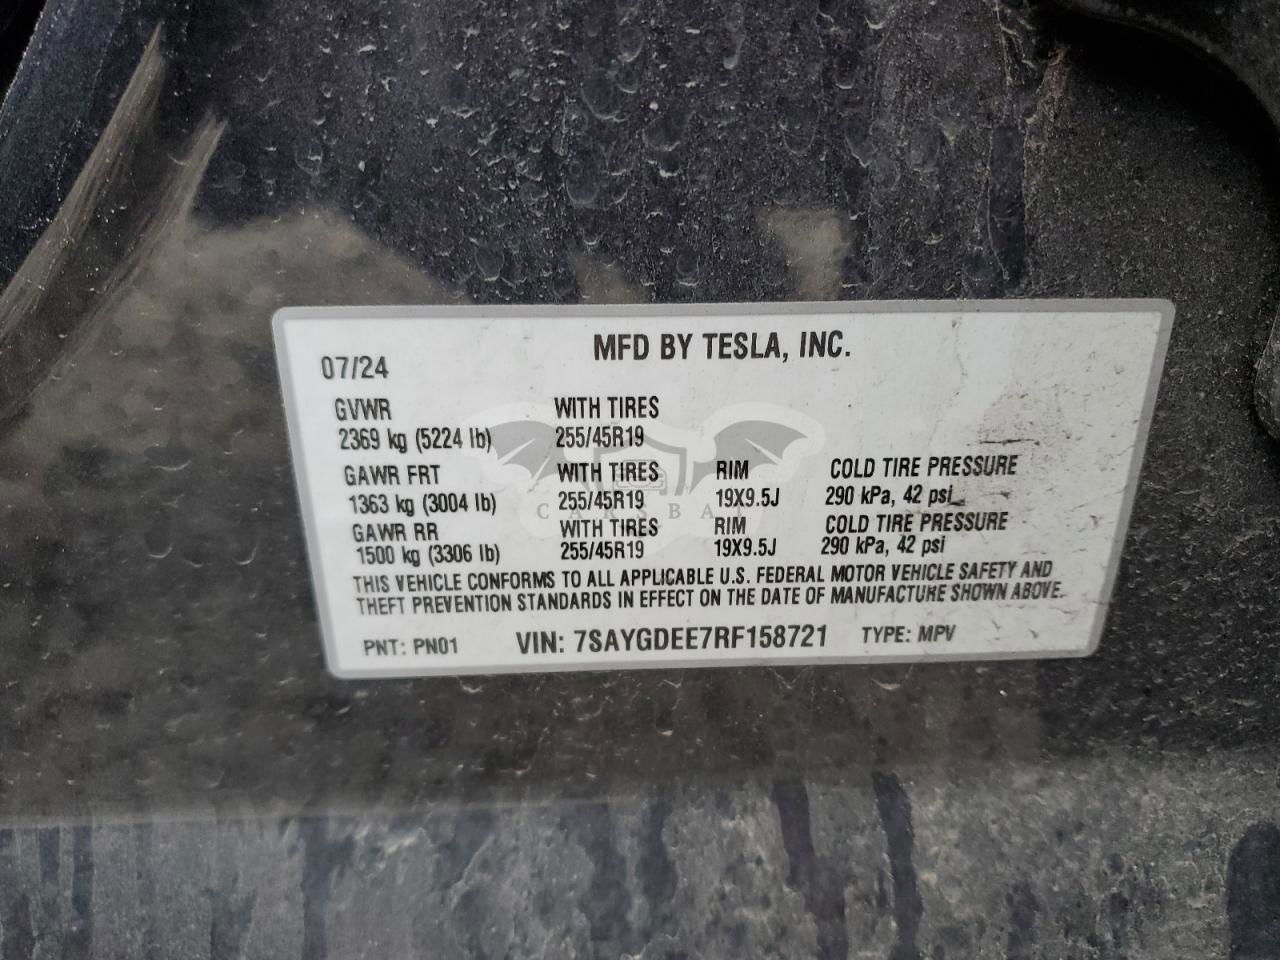 MFD BY TESLA, INC.
07/24
GVWR WITH TIRES
2369 kg (5224 lb) 255/45R19
GAWR FRT WITH TIRES RIM COLD TIRE PRESSURE
1363 kg (3004 lb) 255/45R19 19X9.5J 290 kPa, 42 psi
GAWR RR WITH TIRES RIM COLD TIRE PRESSURE
1500 kg (3306 lb) 255/45R19 19X9.5J 290 kPa, 42 psi
THIS VEHICLE CONFORMS TO ALL APPLICABLE U.S. FEDERAL MOTOR VEHICLE SAFETY AND
THEFT PREVENTION STANDARDS IN EFFECT ON THE DATE OF MANUFACTURE SHOWN ABOVE.
PNT: PN01 VIN: 7SAYGDEE7RF158721 TYPE: MPV
CARSBAT